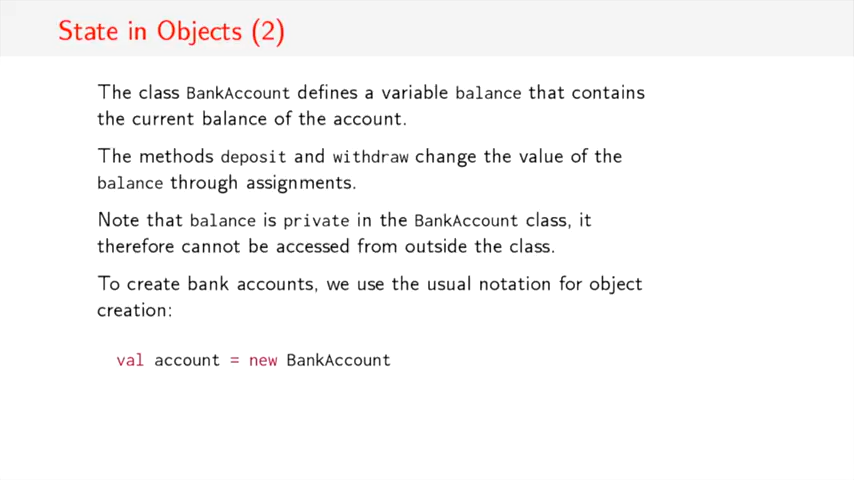 State in Objects (2)
The class BankAccount defines a variable balance that contains
the current balance of the account.
The methods deposit and withdraw change the value of the
balance through assignments.
Note that balance is private in the BankAccount class, it
therefore cannot be accessed from outside the class.
To create bank accounts, we use the usual notation for object
creation:
val account = new BankAccount